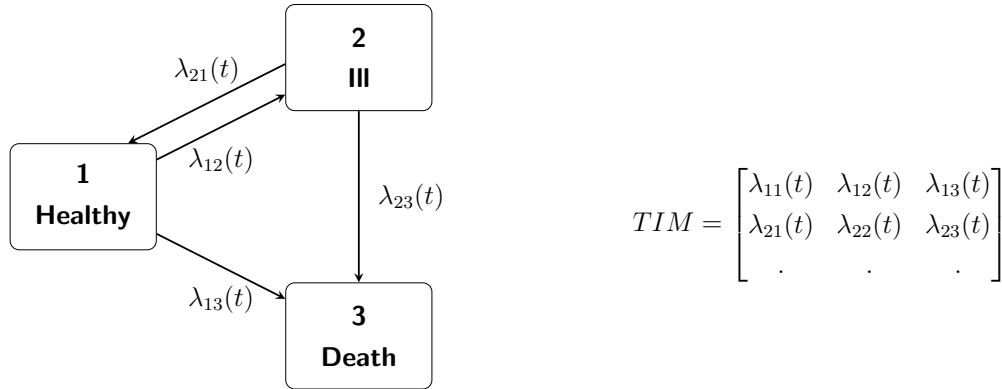 2
Ill
λ21(t)
λ12(t)
1
Healthy
λ23(t)
λ13(t)
3
Death
TIM =
λ11(t) λ12(t) λ13(t)
λ21(t) λ22(t) λ23(t)
. . .